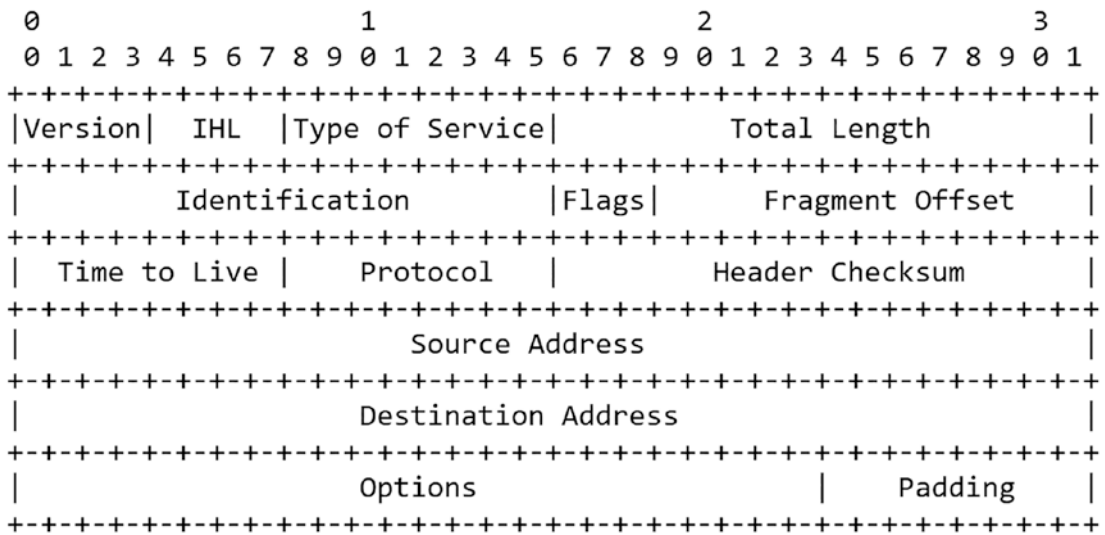 0                   1                   2                   3
 0 1 2 3 4 5 6 7 8 9 0 1 2 3 4 5 6 7 8 9 0 1 2 3 4 5 6 7 8 9 0 1
+-+-+-+-+-+-+-+-+-+-+-+-+-+-+-+-+-+-+-+-+-+-+-+-+-+-+-+-+-+-+-+-+
|Version|  IHL  |Type of Service|          Total Length         |
+-+-+-+-+-+-+-+-+-+-+-+-+-+-+-+-+-+-+-+-+-+-+-+-+-+-+-+-+-+-+-+-+
|         Identification        |Flags|      Fragment Offset    |
+-+-+-+-+-+-+-+-+-+-+-+-+-+-+-+-+-+-+-+-+-+-+-+-+-+-+-+-+-+-+-+-+
|  Time to Live |    Protocol   |         Header Checksum       |
+-+-+-+-+-+-+-+-+-+-+-+-+-+-+-+-+-+-+-+-+-+-+-+-+-+-+-+-+-+-+-+-+
|                       Source Address                          |
+-+-+-+-+-+-+-+-+-+-+-+-+-+-+-+-+-+-+-+-+-+-+-+-+-+-+-+-+-+-+-+-+
|                    Destination Address                        |
+-+-+-+-+-+-+-+-+-+-+-+-+-+-+-+-+-+-+-+-+-+-+-+-+-+-+-+-+-+-+-+-+
|                    Options                    |    Padding    |
+-+-+-+-+-+-+-+-+-+-+-+-+-+-+-+-+-+-+-+-+-+-+-+-+-+-+-+-+-+-+-+-+